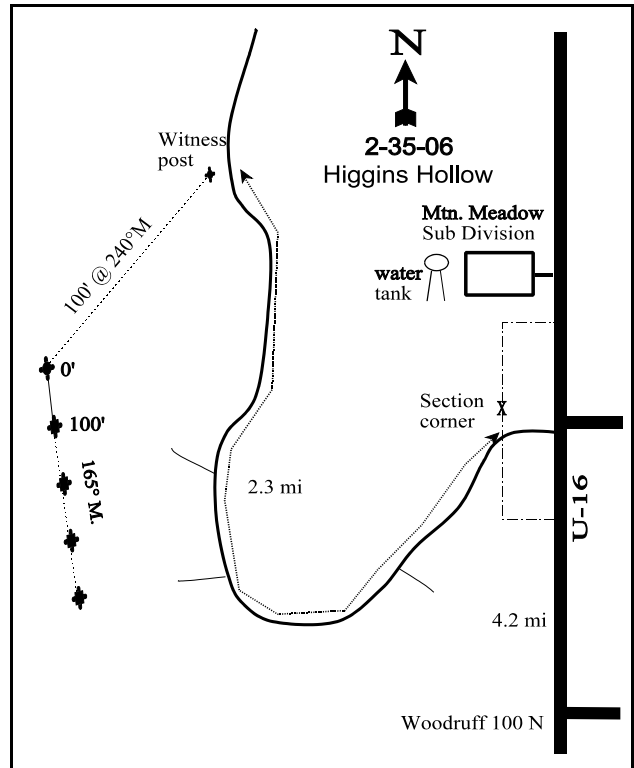 N
2-35-06
Higgins Hollow
Witness
post
Mtn. Meadow
Sub Division
water
tank
100' @ 240°M
0'
100'
165° M.
Section
corner
X
2.3 mi
U-16
4.2 mi
Woodruff 100 N